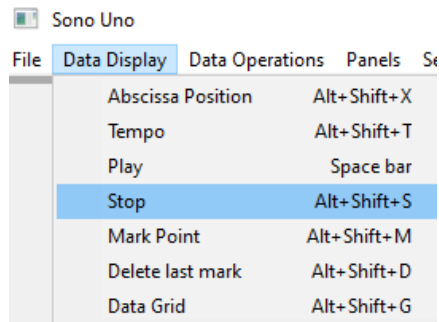 Sono Uno
File Data Display Data Operations Panels Se
Abscissa Position Alt+Shift+X
Tempo Alt+Shift+T
Play Space bar
Stop Alt+Shift+S
Mark Point Alt+Shift+M
Delete last mark Alt+Shift+D
Data Grid Alt+Shift+G